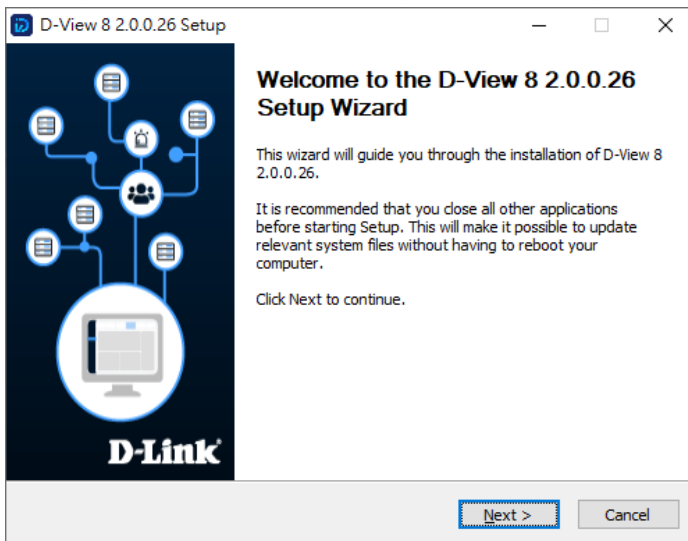 D-View 8 2.0.0.26 Setup
Welcome to the D-View 8 2.0.0.26
Setup Wizard
This wizard will guide you through the installation of D-View 8
2.0.0.26.
It is recommended that you close all other applications
before starting Setup. This will make it possible to update
relevant system files without having to reboot your
computer.
Click Next to continue.
D-Link
Next >
Cancel